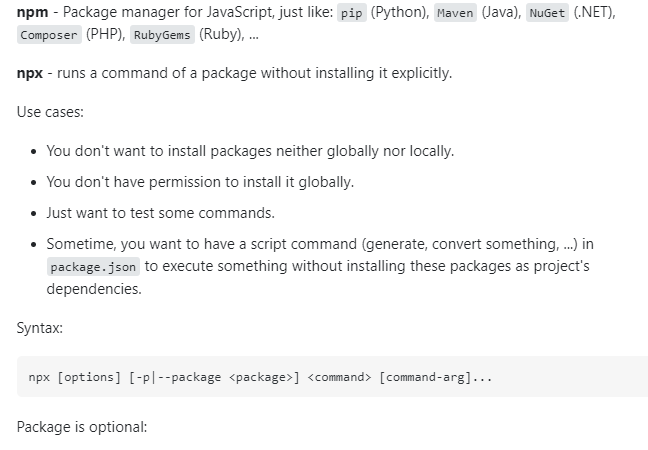 npm - Package manager for JavaScript, just like: pip (Python), Maven (Java), NuGet (.NET),
Composer (PHP), RubyGems (Ruby), ...
npx - runs a command of a package without installing it explicitly.
Use cases:
• You don't want to install packages neither globally nor locally.
• You don't have permission to install it globally.
• Just want to test some commands.
• Sometime, you want to have a script command (generate, convert something, ...) in
package.json to execute something without installing these packages as project's
dependencies.
Syntax:
npx [options] [-p|--package <package>] <command> [command-arg]...
Package is optional: